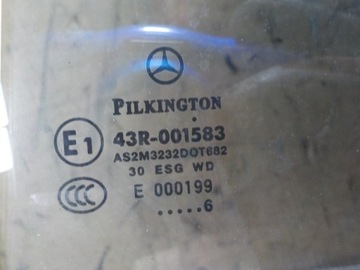 PILKINGTON
E1 43R-001583
AS2M3232DOT682
30 ESG WD
CCC E 000199
.....6